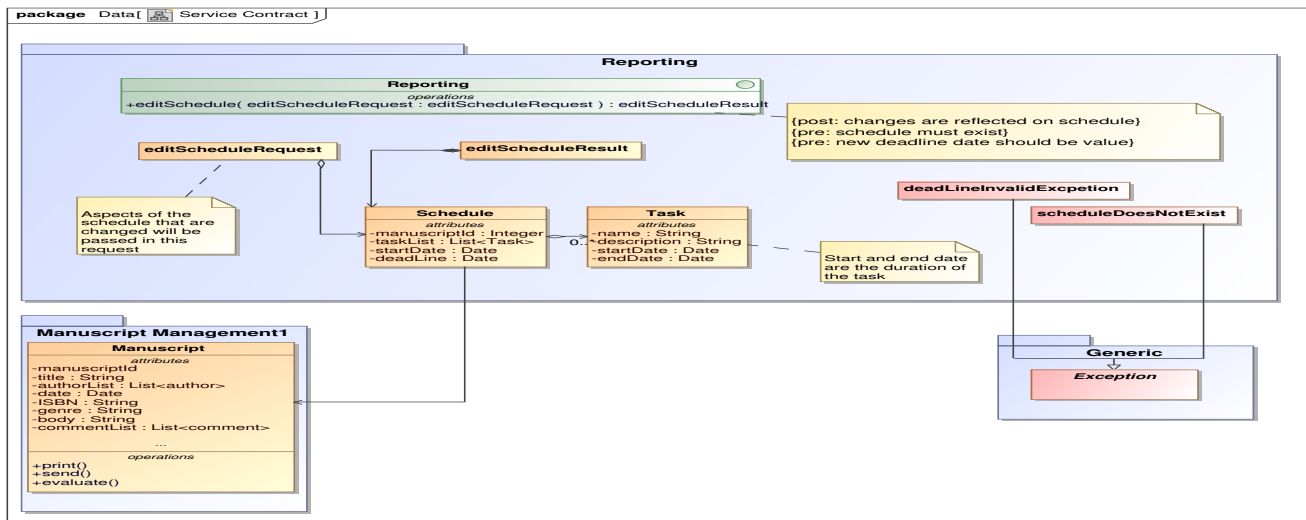 package Data[ Service Contract ]
Reporting
Reporting
operations
+editSchedule( editScheduleRequest : editScheduleRequest ) : editScheduleResult
{post: changes are reflected on schedule}
{pre: schedule must exist}
{pre: new deadline date should be value}
editScheduleRequest
editScheduleResult
deadLineInvalidExcpetion
scheduleDoesNotExist
Aspects of the
schedule that are
changed will be
passed in this
request
Schedule
attributes
-manuscriptId : Integer
-taskList : List<Task>
-startDate : Date
-deadLine : Date
0..*
Task
attributes
-name : String
-description : String
-startDate : Date
-endDate : Date
Start and end date
are the duration of
the task
Manuscript Management1
Manuscript
attributes
-manuscriptId
-title : String
-authorList : List<author>
-date : Date
-ISBN : String
-genre : String
-body : String
-commentList : List<comment>
...
operations
+print()
+send()
+evaluate()
Generic
Exception